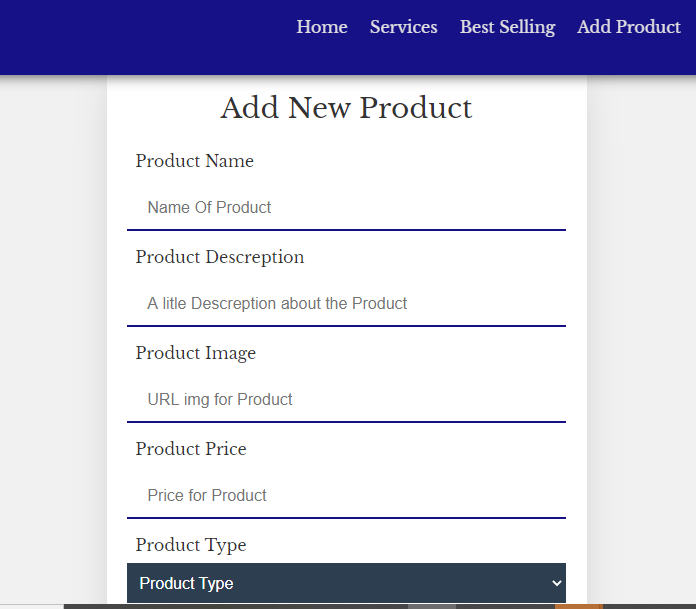 Home Services Best Selling Add Product
Add New Product
Product Name
Name Of Product
Product Descreption
A litle Descreption about the Product
Product Image
URL img for Product
Product Price
Price for Product
Product Type
Product Type